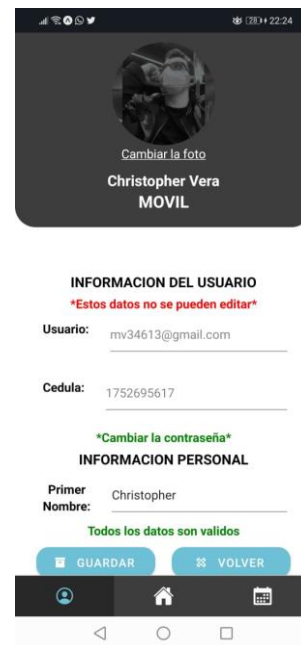 28 22:24
Cambiar la foto
Christopher Vera
MOVIL
INFORMACION DEL USUARIO
*Estos datos no se pueden editar*
Usuario: mv34613@gmail.com
Cedula: 1752695617
*Cambiar la contraseña*
INFORMACION PERSONAL
Primer
Nombre: Christopher
Todos los datos son validos
GUARDAR VOLVER